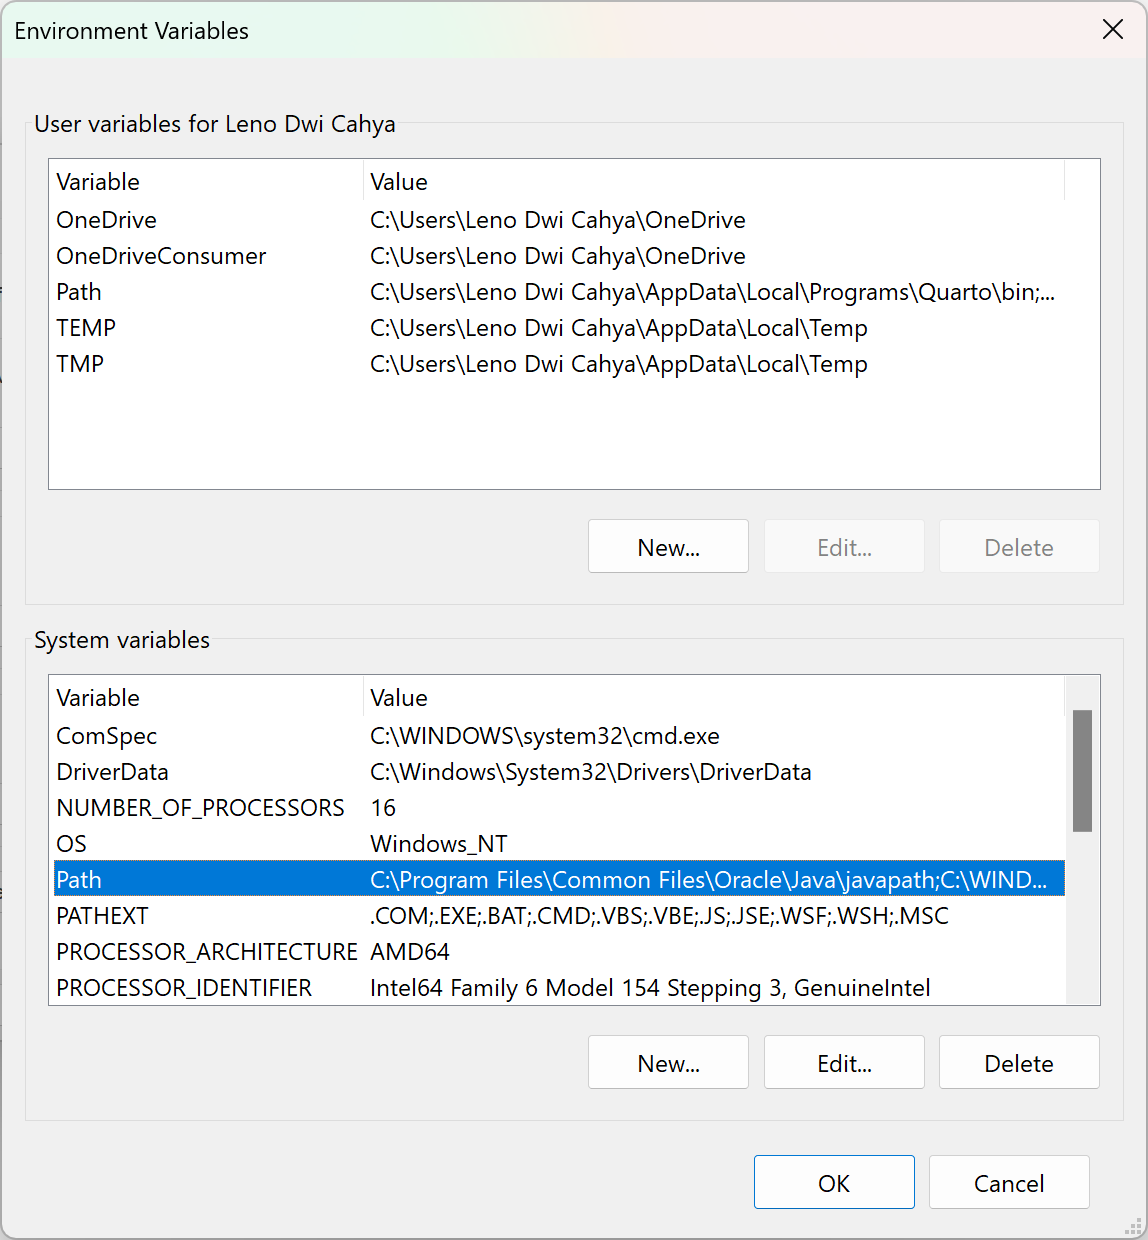 Environment Variables
User variables for Leno Dwi Cahya
Variable Value
OneDrive C:\Users\Leno Dwi Cahya\OneDrive
OneDriveConsumer C:\Users\Leno Dwi Cahya\OneDrive
Path C:\Users\Leno Dwi Cahya\AppData\Local\Programs\Quarto\bin;...
TEMP C:\Users\Leno Dwi Cahya\AppData\Local\Temp
TMP C:\Users\Leno Dwi Cahya\AppData\Local\Temp
New... Edit... Delete
System variables
Variable Value
ComSpec C:\WINDOWS\system32\cmd.exe
DriverData C:\Windows\System32\Drivers\DriverData
NUMBER_OF_PROCESSORS 16
OS Windows_NT
Path C:\Program Files\Common Files\Oracle\Java\javapath;C:\WIND...
PATHEXT .COM;.EXE;.BAT;.CMD;.VBS;.VBE;.JS;.JSE;.WSF;.WSH;.MSC
PROCESSOR_ARCHITECTURE AMD64
PROCESSOR_IDENTIFIER Intel64 Family 6 Model 154 Stepping 3, GenuineIntel
New... Edit... Delete
OK Cancel